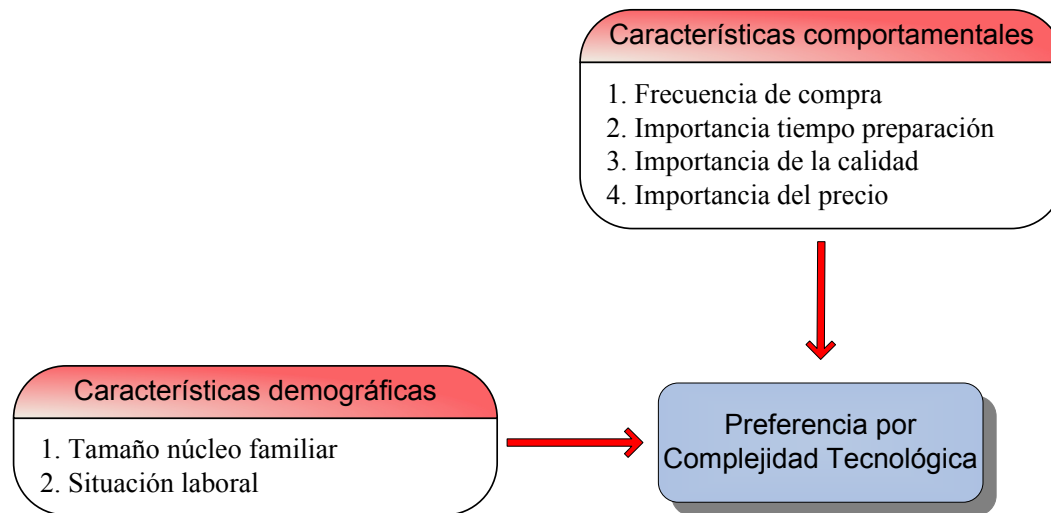 Características comportamentales
1. Frecuencia de compra
2. Importancia tiempo preparación
3. Importancia de la calidad
4. Importancia del precio
Características demográficas
1. Tamaño núcleo familiar
2. Situación laboral
Preferencia por
Complejidad Tecnológica